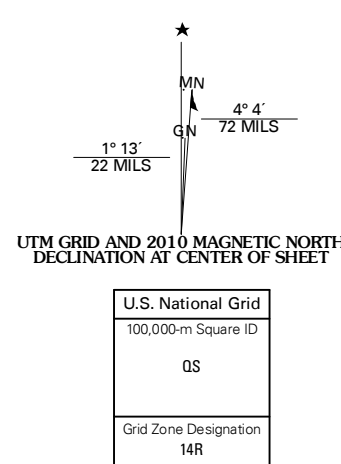 ★
MN
GN
4° 4´
72 MILS
1° 13´
22 MILS
UTM GRID AND 2010 MAGNETIC NORTH
DECLINATION AT CENTER OF SHEET
U.S. National Grid
100,000-m Square ID
QS
Grid Zone Designation
14R